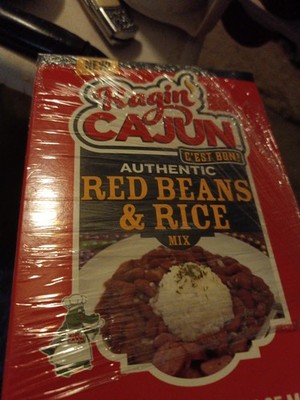 NEW!
Ragin'
CAJUN
C'EST BON!
AUTHENTIC
RED BEANS
& RICE
MIX